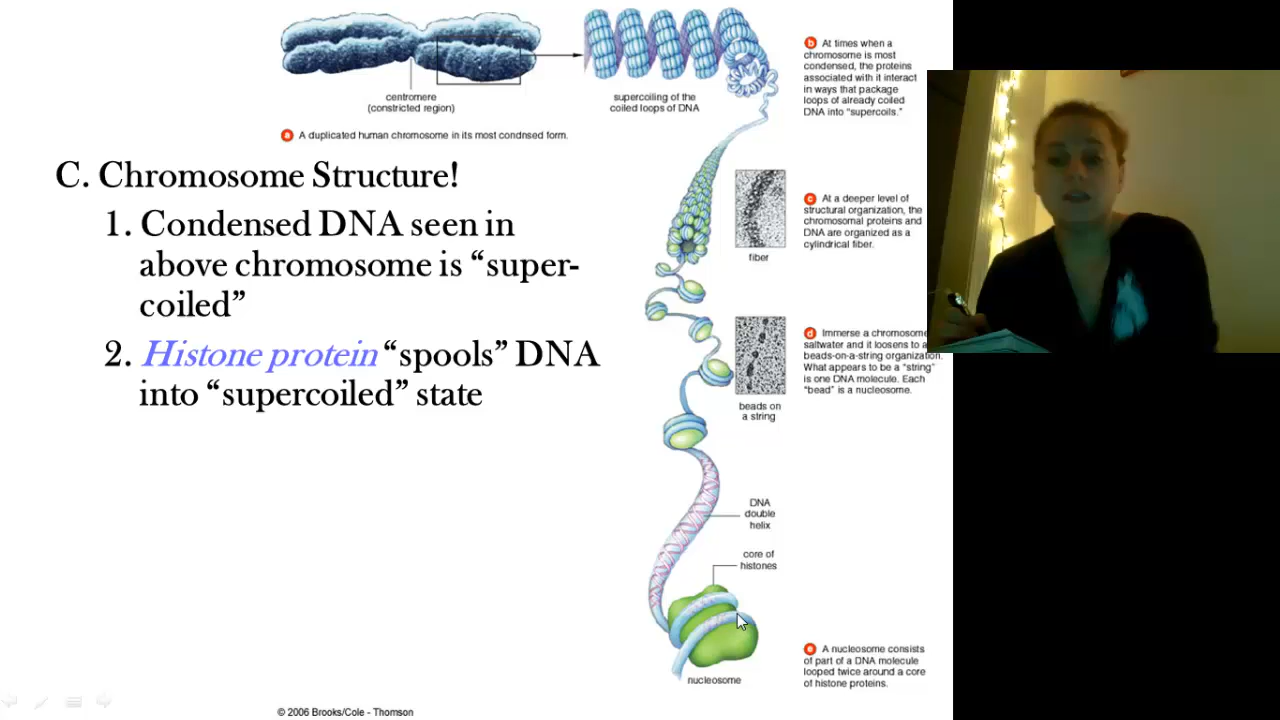 centromere
(constricted region)
supercoiling of the
coiled loops of DNA
a A duplicated human chromosome in its most condnsed form.
b At times when a
chromosome is most
condensed, the proteins
associated with it interact
in ways that package
loops of already coiled
DNA into “supercoils.”
C. Chromosome Structure!
1. Condensed DNA seen in
above chromosome is “super-
coiled”
2. Histone protein “spools” DNA
into “supercoiled” state
fiber
c At a deeper level of
structural organization, the
chromosomal proteins and
DNA are organized as a
cylindrical fiber.
beads on
a string
d Immerse a chromosome
saltwater and it loosens to a
beads-on-a-string organization.
What appears to be a “string”
is one DNA molecule. Each
“bead” is a nucleosome.
DNA
double
helix
core of
histones
nucleosome
e A nucleosome consists
of part of a DNA molecule
looped twice around a core
of histone proteins.
© 2006 Brooks/Cole - Thomson